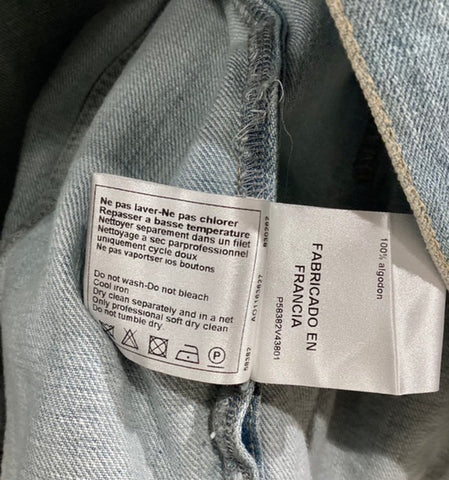 Ne pas laver-Ne pas chlorer
Repasser a basse temperature
Nettoyer separement dans un filet
Nettoyage a sec parprofessionnel
uniquement cycle doux
Ne pas vaporiser los boutons
Do not wash-Do not bleach
Cool iron
Dry clean separately and in a net
Only professional soft dry clean
Do not tumble dry.
P
FABRICADO EN
FRANCIA
P58382V43801
100% algodon